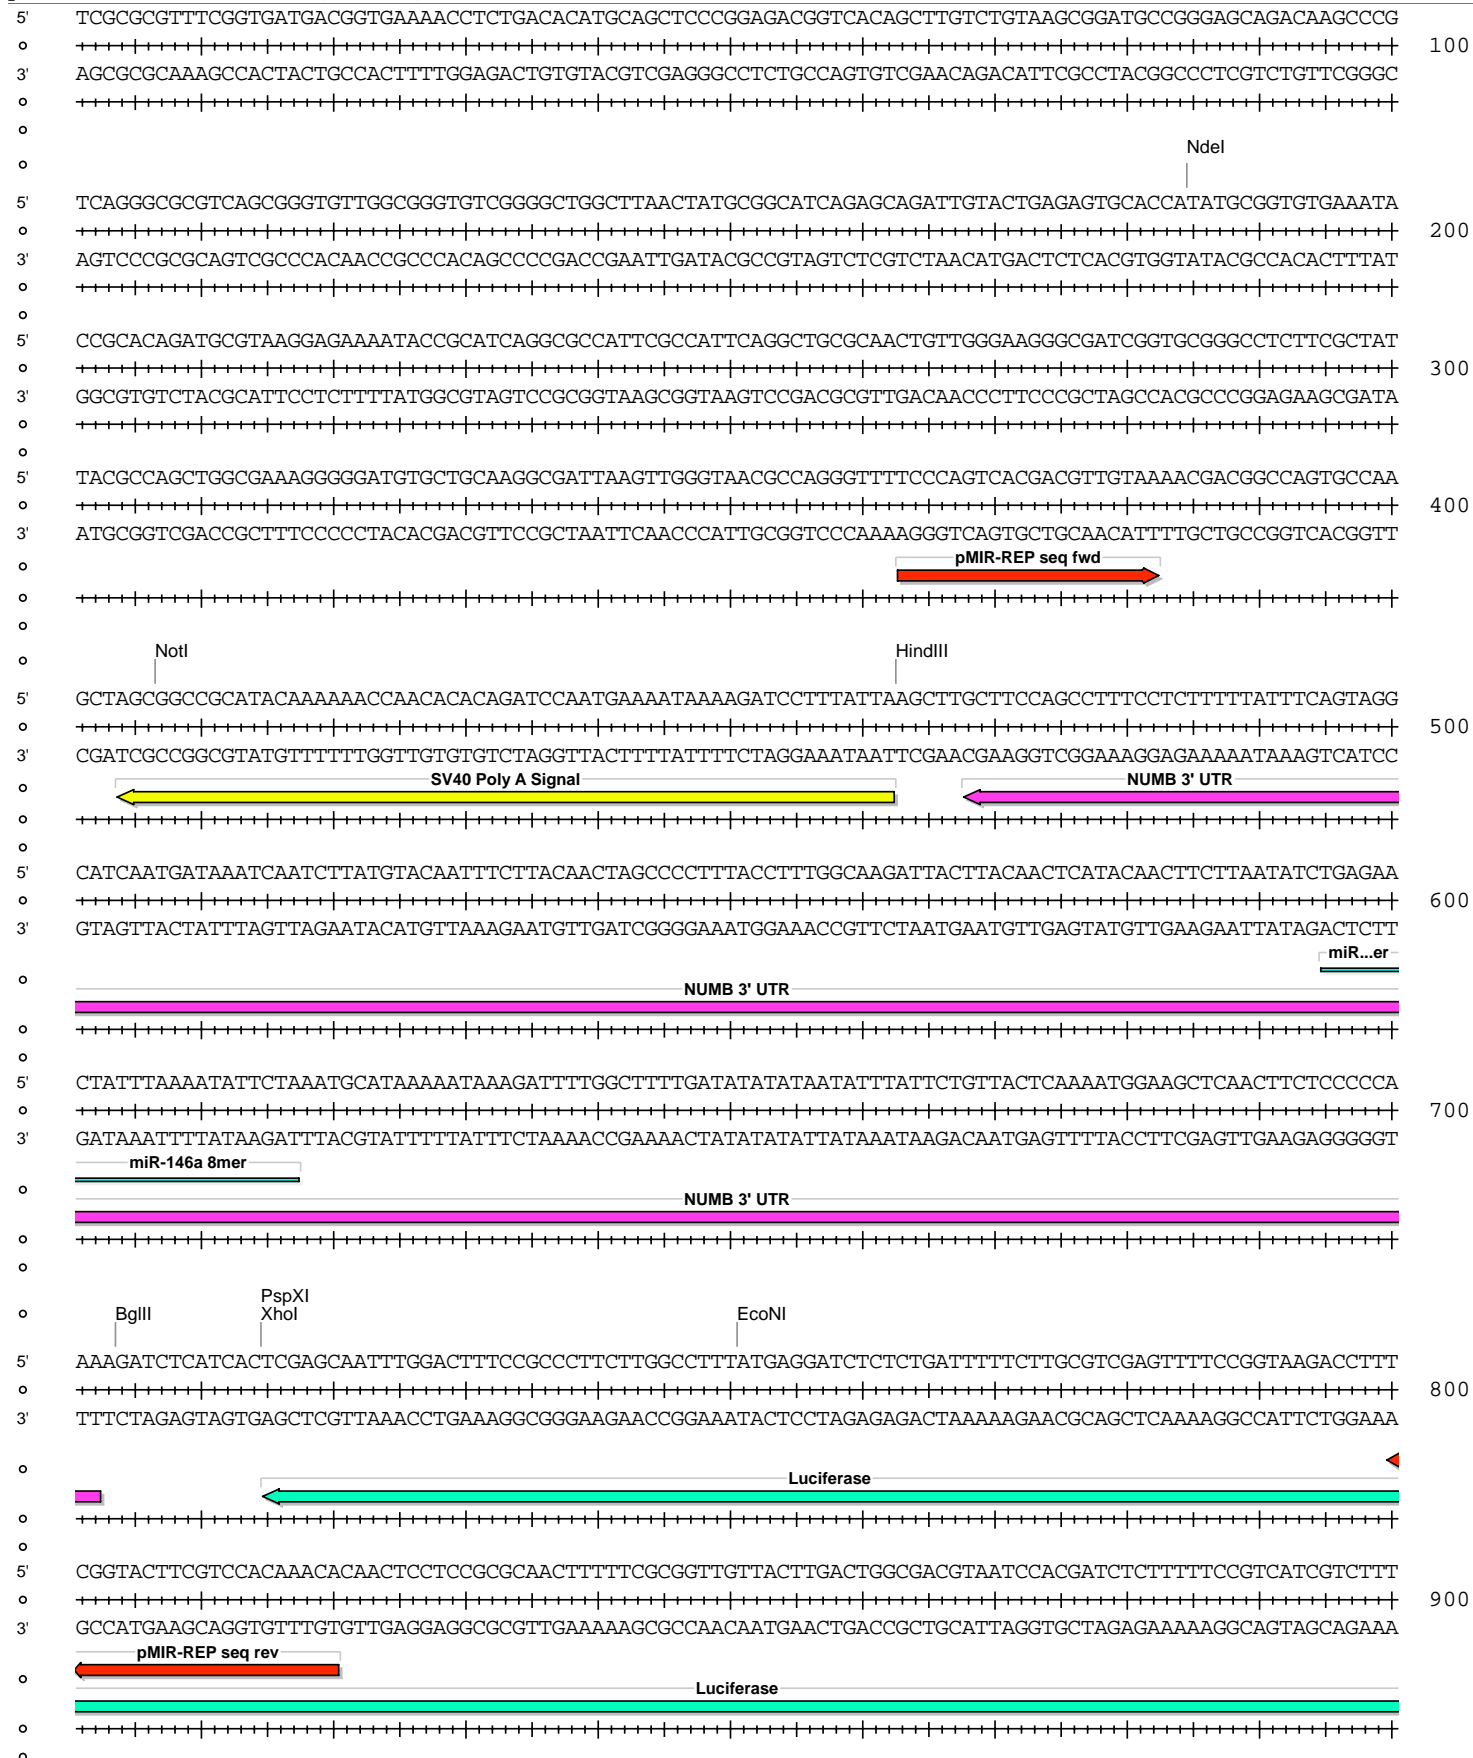 5' TCGCGCGTTTCGGTGATGACGGTGAAAACCTCTGACACATGCAGCTCCCGGAGACGGTCACAGCTTGTCTGTAAGCGGATGCCGGGAGCAGACAAGCCCG
100
3' AGCGCGCAAAGCCACTACTGCCACTTTTGGAGACTGTGTACGTCGAGGGCCTCTGCCAGTGTCGAACAGACATTCGCCTACGGCCCTCGTCTGTTCGGGC
NdeI
5' TCAGGGCGCGTCAGCGGGTGTTGGCGGGTGTCGGGGCTGGCTTAACTATGCGGCATCAGAGCAGATTGTACTGAGAGTGCACCATATGCGGTGTGAAATA
200
3' AGTCCCGCGCAGTCGCCCACAACCGCCCACAGCCCCGACCGAATTGATACGCCGTAGTCTCGTCTAACATGACTCTCACGTGGTATACGCCACACTTTAT
5' CCGCACAGATGCGTAAGGAGAAAATACCGCATCAGGCGCCATTCGCCATTCAGGCTGCGCAACTGTTGGGAAGGGCGATCGGTGCGGGCCTCTTCGCTAT
300
3' GGCGTGTCTACGCATTCCTCTTTTATGGCGTAGTCCGCGGTAAGCGGTAAGTCCGACGCGTTGACAACCCTTCCCGCTAGCCACGCCCGGAGAAGCGATA
5' TACGCCAGCTGGCGAAAGGGGGATGTGCTGCAAGGCGATTAAGTTGGGTAACGCCAGGGTTTTCCCAGTCACGACGTTGTAAAACGACGGCCAGTGCCAA
400
3' ATGCGGTCGACCGCTTTCCCCCTACACGACGTTCCGCTAATTCAACCCATTGCGGTCCCAAAAGGGTCAGTGCTGCAACATTTTGCTGCCGGTCACGGTT
pMIR-REP seq fwd
NotI HindIII
5' GCTAGCGGCCGCATACAAAAAACCAACACACAGATCCAATGAAAATAAAAGATCCTTTATTAAGCTTGCTTCCAGCCTTTCCTCTTTTTATTTCAGTAGG
500
3' CGATCGCCGGCGTATGTTTTTTGGTTGTGTGTCTAGGTTACTTTTATTTTCTAGGAAATAATTCGAACGAAGGTCGGAAAGGAGAAAAATAAAGTCATCC
SV40 Poly A Signal NUMB 3' UTR
5' CATCAATGATAAATCAATCTTATGTACAATTTCTTACAACTAGCCCCTTTACCTTTGGCAAGATTACTTACAACTCATACAACTTCTTAATATCTGAGAA
600
3' GTAGTTACTATTTAGTTAGAATACATGTTAAAGAATGTTGATCGGGGAAATGGAAACCGTTCTAATGAATGTTGAGTATGTTGAAGAATTATAGACTCTT
miR...er
NUMB 3' UTR
5' CTATTTAAAATATTCTAAATGCATAAAAATAAAGATTTTGGCTTTTGATATATATAATATTTATTCTGTTACTCAAAATGGAAGCTCAACTTCTCCCCCA
700
3' GATAAATTTTATAAGATTTACGTATTTTTATTTCTAAAACCGAAAACTATATATATTATAAATAAGACAATGAGTTTTACCTTCGAGTTGAAGAGGGGGT
miR-146a 8mer
NUMB 3' UTR
PspXI
BglII XhoI EcoNI
5' AAAGATCTCATCACTCGAGCAATTTGGACTTTCCGCCCTTCTTGGCCTTTATGAGGATCTCTCTGATTTTTCTTGCGTCGAGTTTTCCGGTAAGACCTTT
800
3' TTTCTAGAGTAGTGAGCTCGTTAAACCTGAAAGGCGGGAAGAACCGGAAATACTCCTAGAGAGACTAAAAAGAACGCAGCTCAAAAGGCCATTCTGGAAA
Luciferase
5' CGGTACTTCGTCCACAAACACAACTCCTCCGCGCAACTTTTTCGCGGTTGTTACTTGACTGGCGACGTAATCCACGATCTCTTTTTCCGTCATCGTCTTT
900
3' GCCATGAAGCAGGTGTTTGTGTTGAGGAGGCGCGTTGAAAAAGCGCCAACAATGAACTGACCGCTGCATTAGGTGCTAGAGAAAAAGGCAGTAGCAGAAA
pMIR-REP seq rev
Luciferase